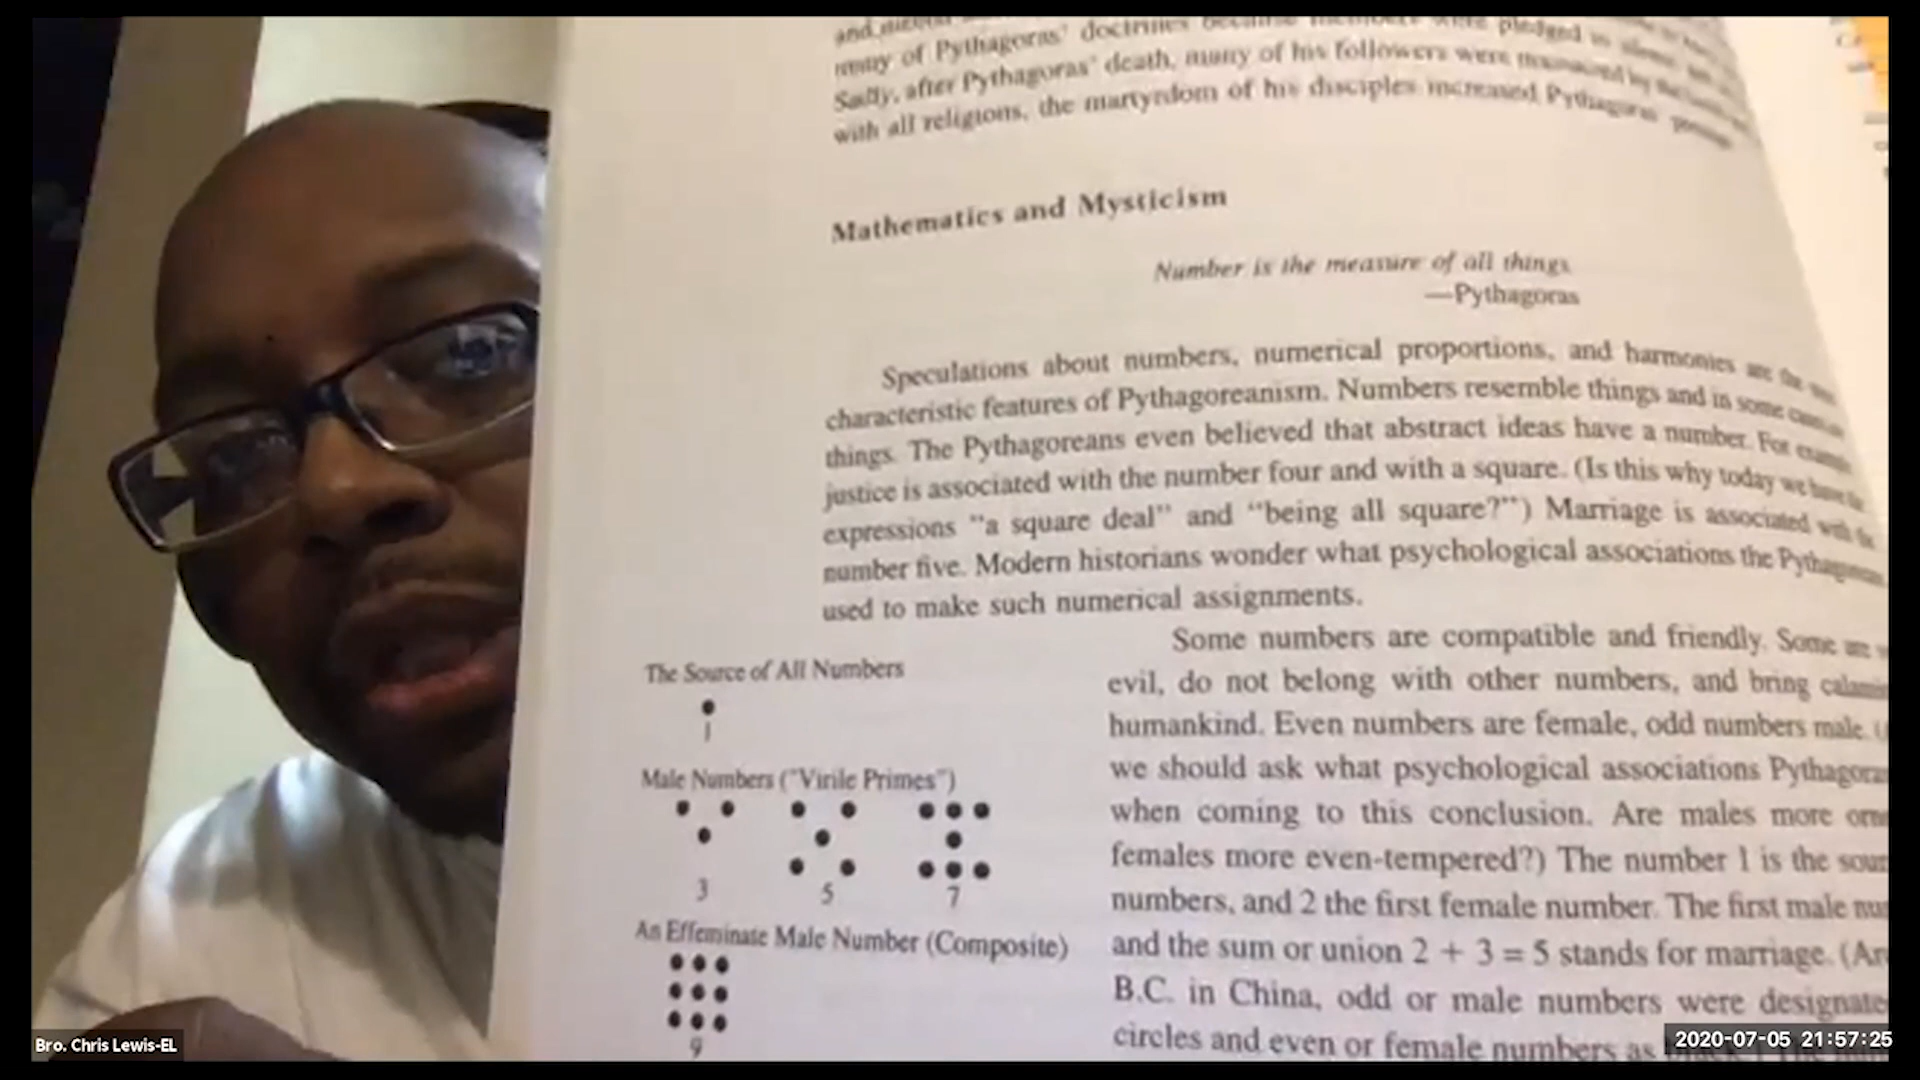 many of Pythagoras' doctrines because members were pledged to
Sadly, after Pythagoras' death, many of his followers were
with all religions, the martyrdom of his disciples increased Pythagoras'
Mathematics and Mysticism
Number is the measure of all things
—Pythagoras
Speculations about numbers, numerical proportions, and harmonies are the
characteristic features of Pythagoreanism. Numbers resemble things and in some
things. The Pythagoreans even believed that abstract ideas have a number. For
justice is associated with the number four and with a square. (Is this why today we have the
expressions "a square deal" and "being all square?") Marriage is associated with the
number five. Modern historians wonder what psychological associations the
used to make such numerical assignments.
Some numbers are compatible and friendly. Some are
evil, do not belong with other numbers, and bring
humankind. Even numbers are female, odd numbers male.
we should ask what psychological associations
when coming to this conclusion. Are males more
females more even-tempered?) The number 1 is the
numbers, and 2 the first female number. The first male
and the sum or union 2 + 3 = 5 stands for marriage.
B.C. in China, odd or male numbers were
circles and even or female numbers as
The Source of All Numbers
1
Male Numbers ("Virile Primes")
3 5 7
An Effeminate Male Number (Composite)
9
Bro. Chris Lewis-EL
2020-07-05 21:57:25